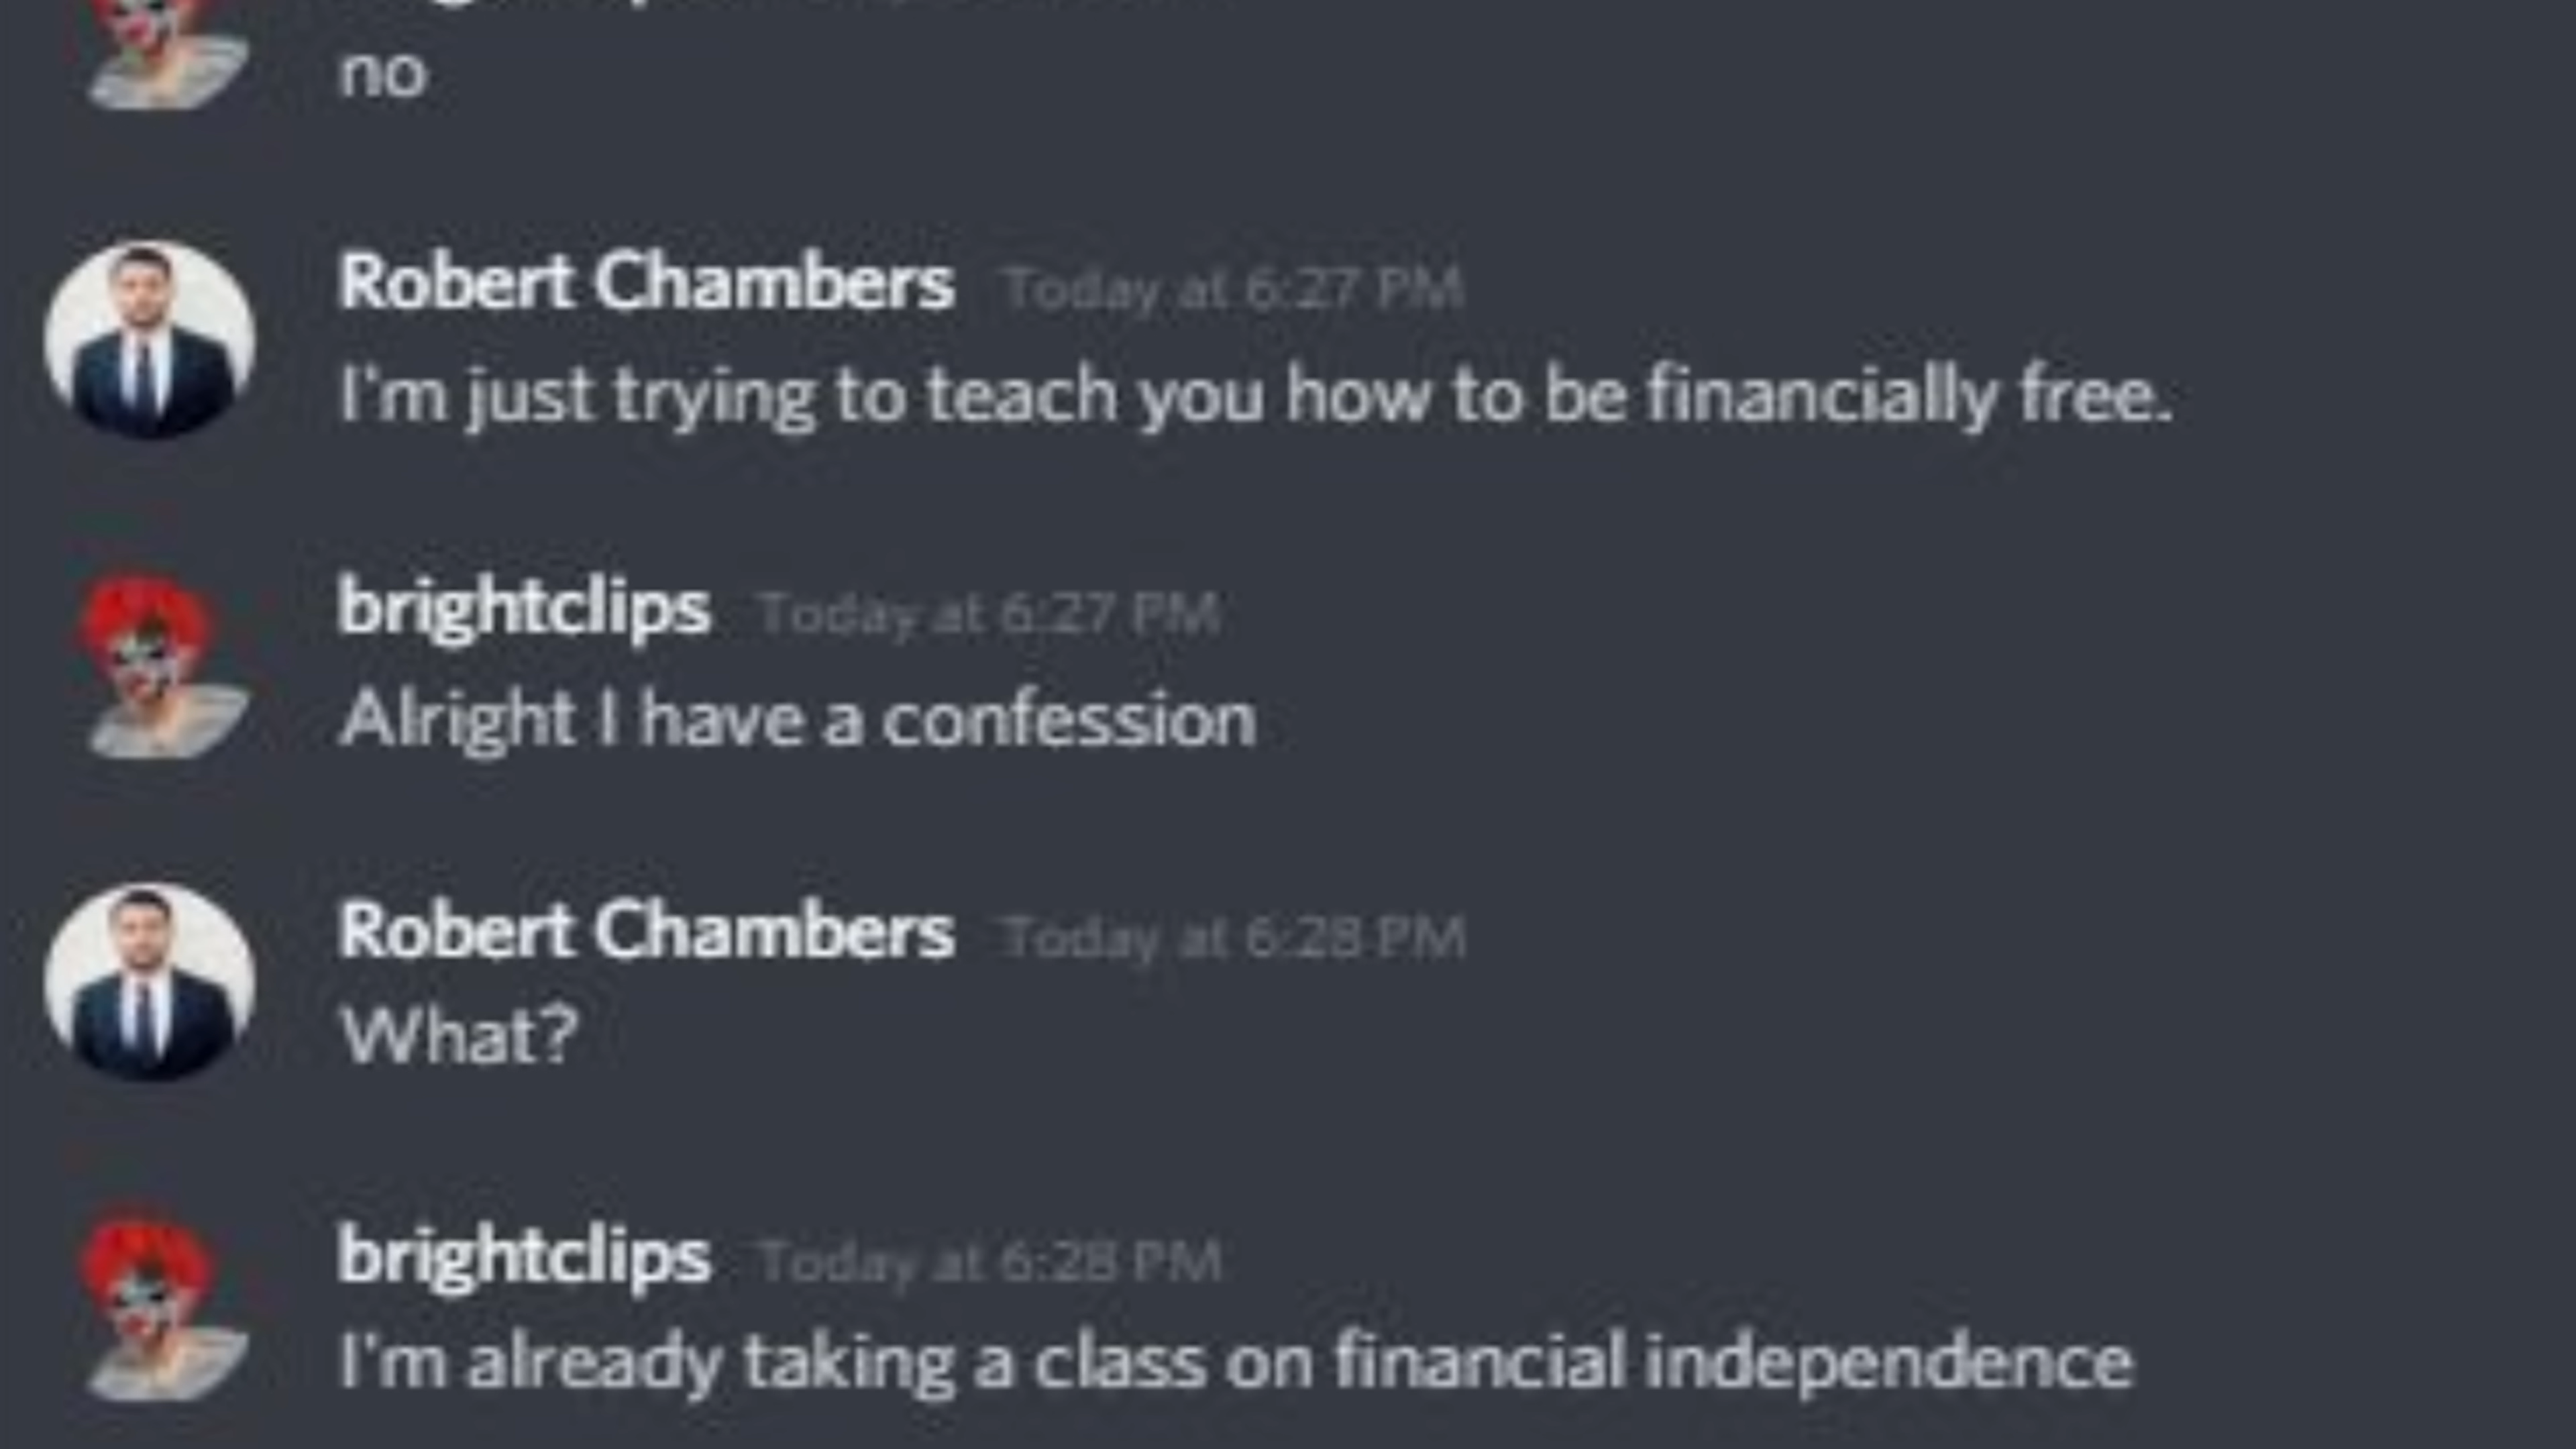 no
Robert Chambers Today at 6:27 PM
I'm just trying to teach you how to be financially free.
brightclips Today at 6:27 PM
Alright I have a confession
Robert Chambers Today at 6:28 PM
What?
brightclips Today at 6:28 PM
I'm already taking a class on financial independence